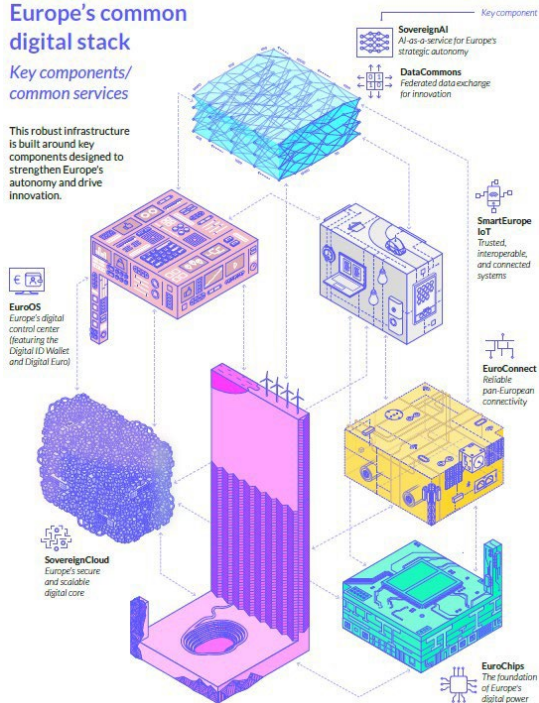 Europe's common
digital stack
Key components/
common services
This robust infrastructure
is built around key
components designed to
strengthen Europe's
autonomy and drive
innovation.
Key component
SovereignAI
AI-as-a-service for Europe's
strategic autonomy
DataCommons
Federated data exchange
for innovation
SmartEurope
IoT
Trusted,
interoperable,
and connected
systems
EuroOS
Europe's digital
control center
(featuring the
Digital ID Wallet
and Digital Euro)
EuroConnect
Reliable
pan-European
connectivity
SovereignCloud
Europe's secure
and scalable
digital core
EuroChips
The foundation
of Europe's
digital power